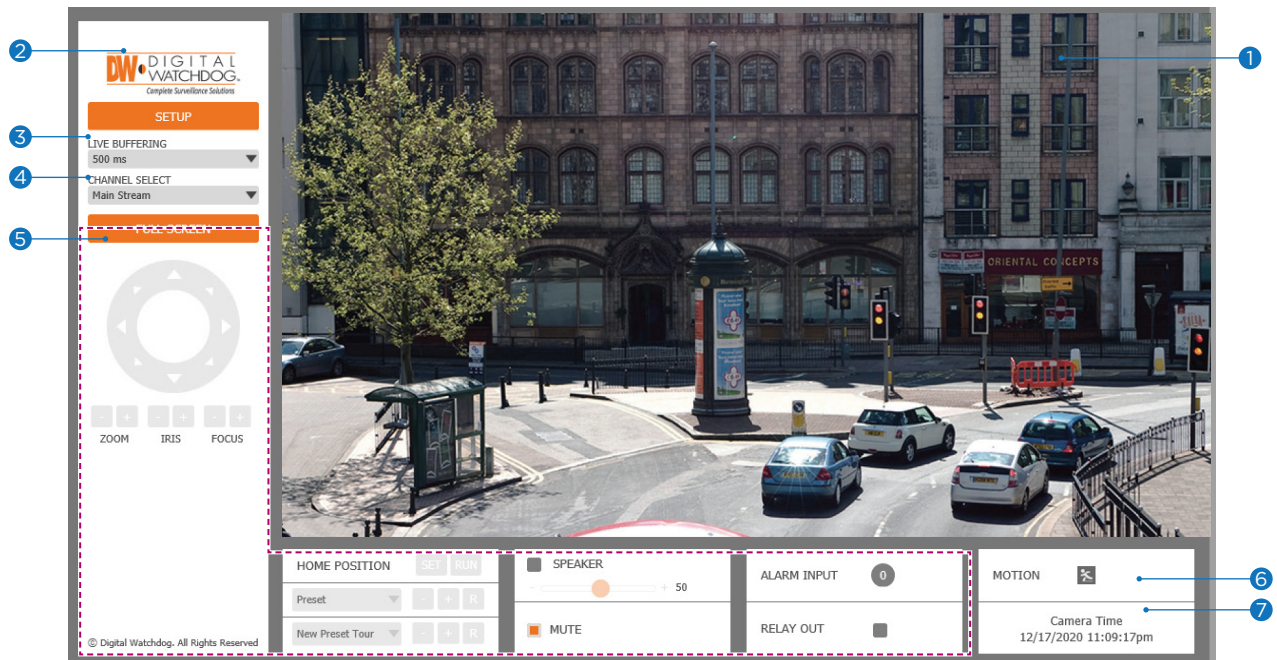 2
DIGITAL
DW WATCHDOG®
Complete Surveillance Solutions
SETUP
3
LIVE BUFFERING
500 ms
4
CHANNEL SELECT
Main Stream
5
FULL SCREEN
- + - + - +
ZOOM IRIS FOCUS
© Digital Watchdog. All Rights Reserved
1
ORIENTAL CONCEPTS
HOME POSITION SET RUN
Preset - + R
New Preset Tour - + R
SPEAKER
- + 50
MUTE
ALARM INPUT 0
RELAY OUT
MOTION
6
7
Camera Time
12/17/2020 11:09:17pm